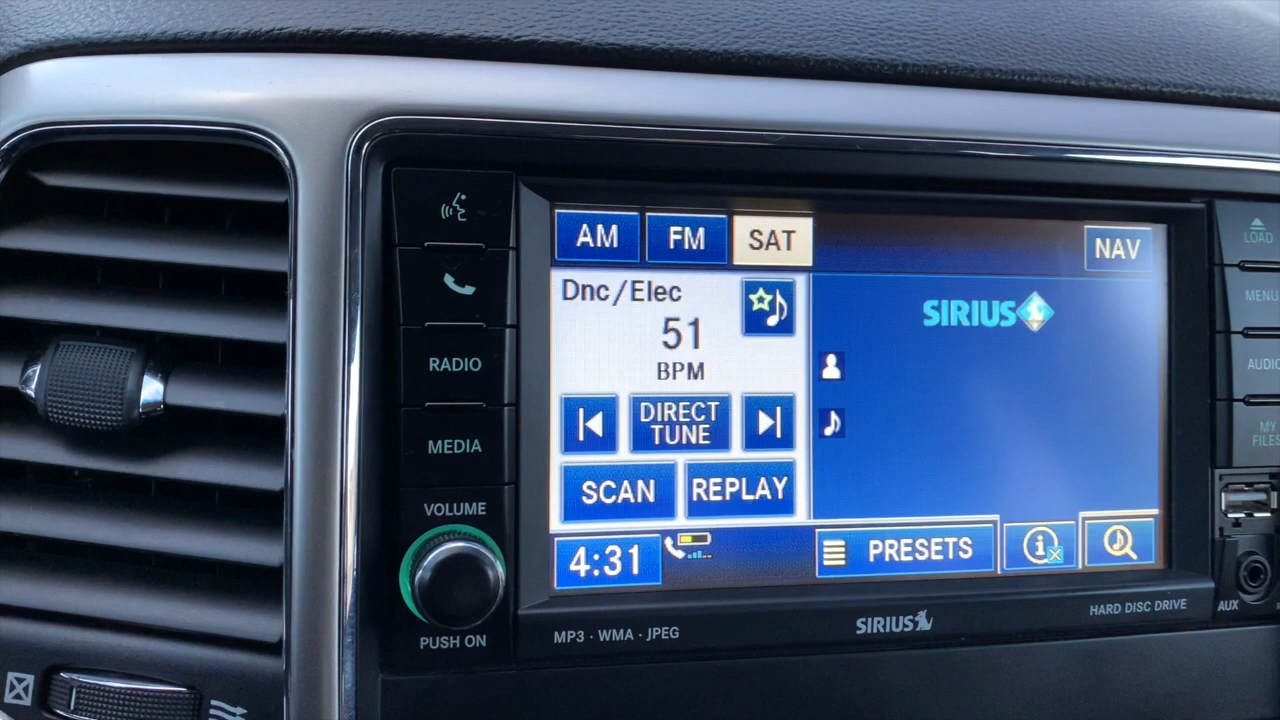 AM FM SAT NAV
Dnc/Elec
51
BPM
DIRECT
TUNE
SCAN REPLAY
4:31
PRESETS
SIRIUS
RADIO
MEDIA
VOLUME
PUSH ON
MP3 · WMA · JPEG
SIRIUS
HARD DISC DRIVE
LOAD
MENU
AUDIO
MY
FILES
AUX